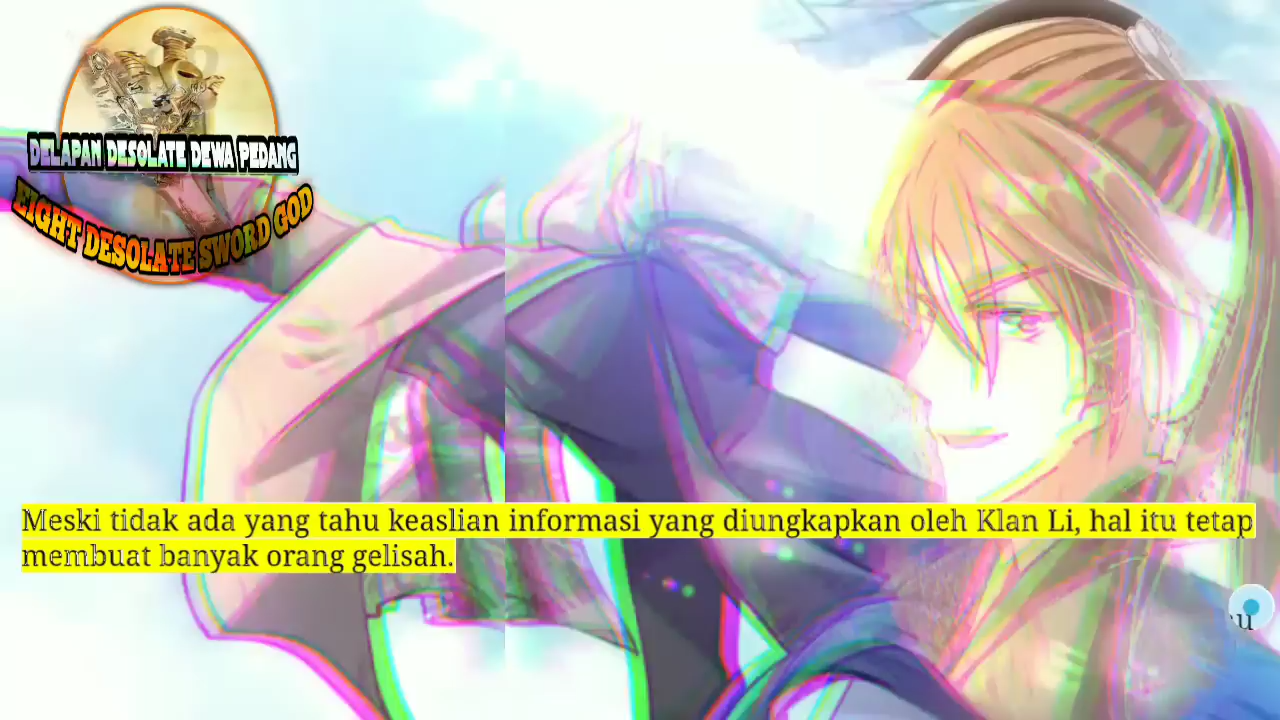 DELAPAN DESOLATE DEWA PEDANG
EIGHT DESOLATE SWORD GOD
Meski tidak ada yang tahu keaslian informasi yang diungkapkan oleh Klan Li, hal itu tetap
membuat banyak orang gelisah.